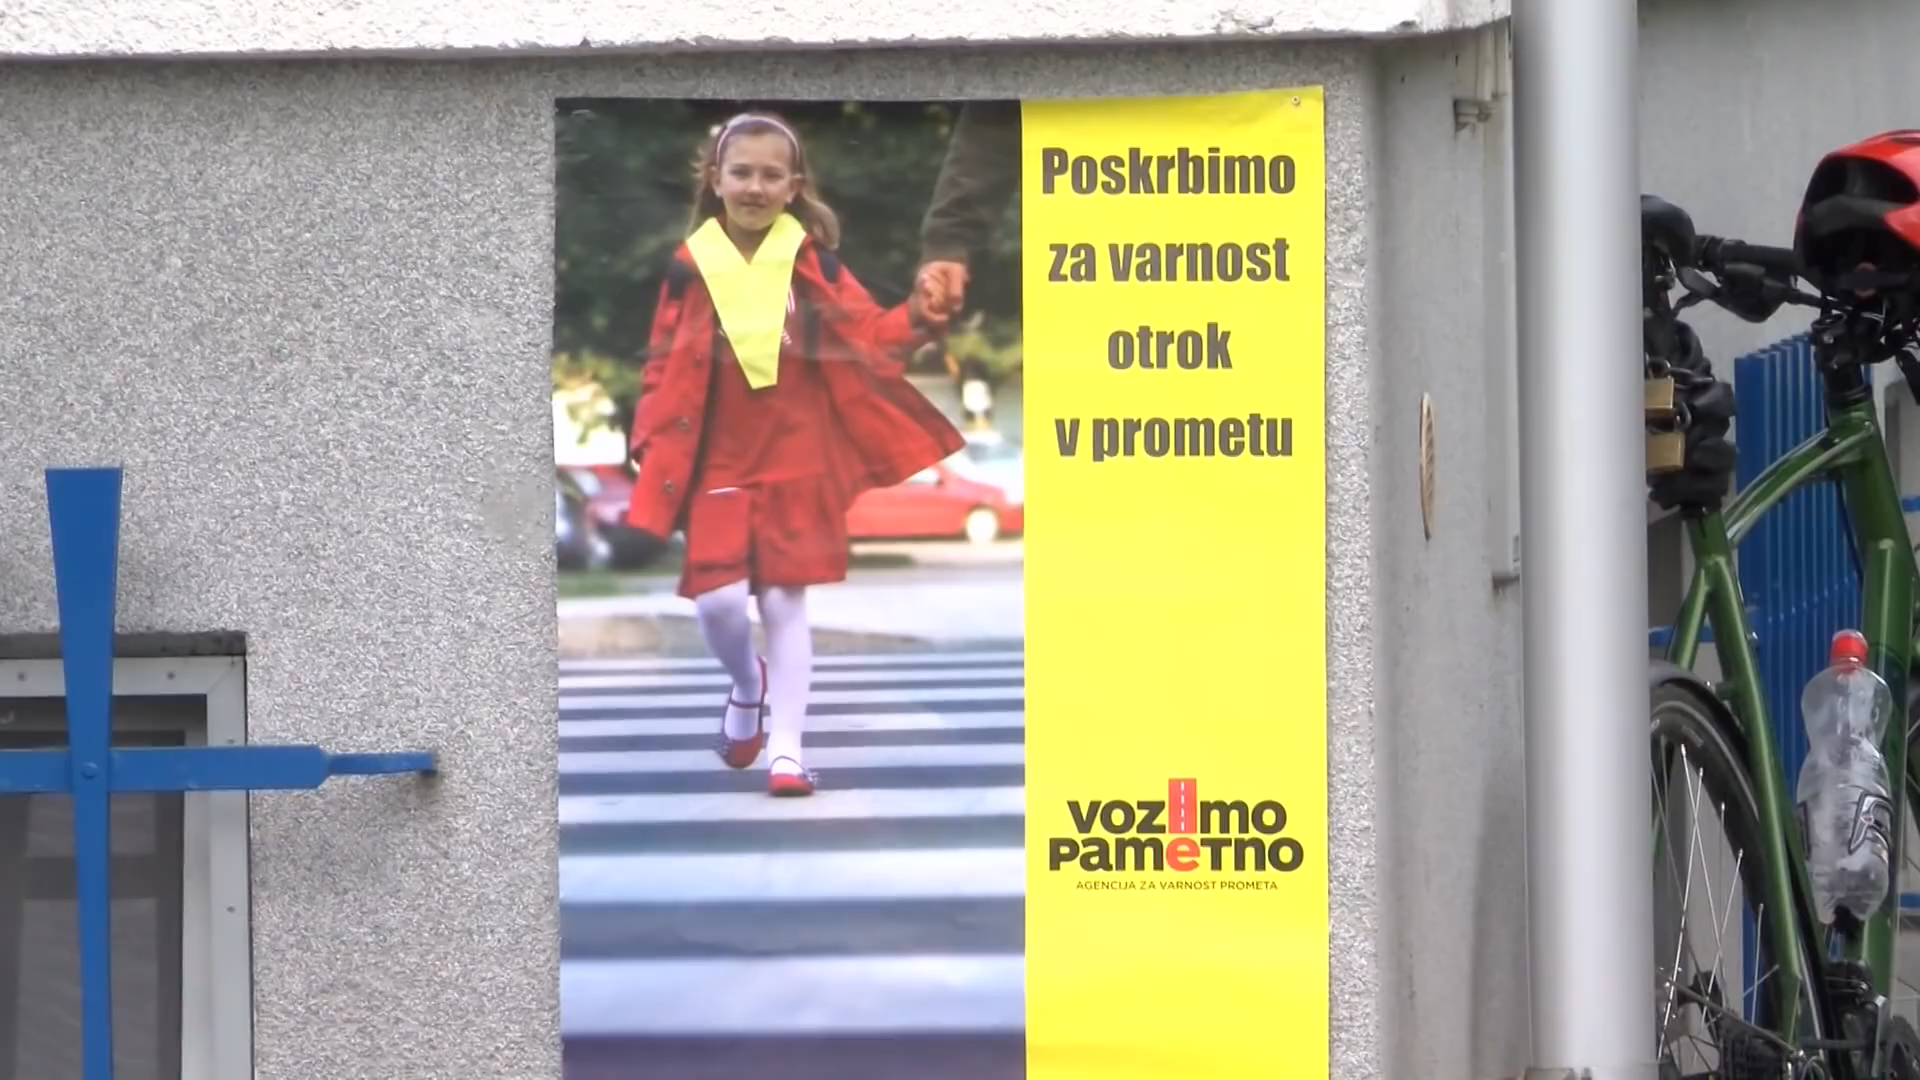 Poskrbimo
za varnost
otrok
v prometu
vozimo
pametno
AGENCIJA ZA VARNOST PROMETA